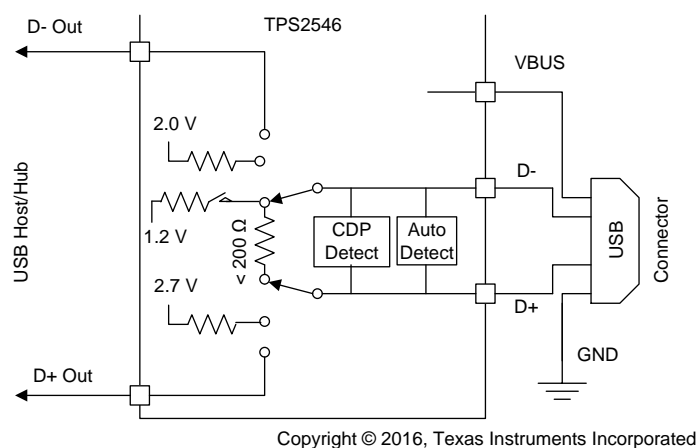 D- Out
TPS2546
VBUS
2.0 V
D-
1.2 V
< 200 Ω
CDP
Detect
Auto
Detect
USB Host/Hub
USB
Connector
2.7 V
D+
GND
D+ Out
Copyright © 2016, Texas Instruments Incorporated